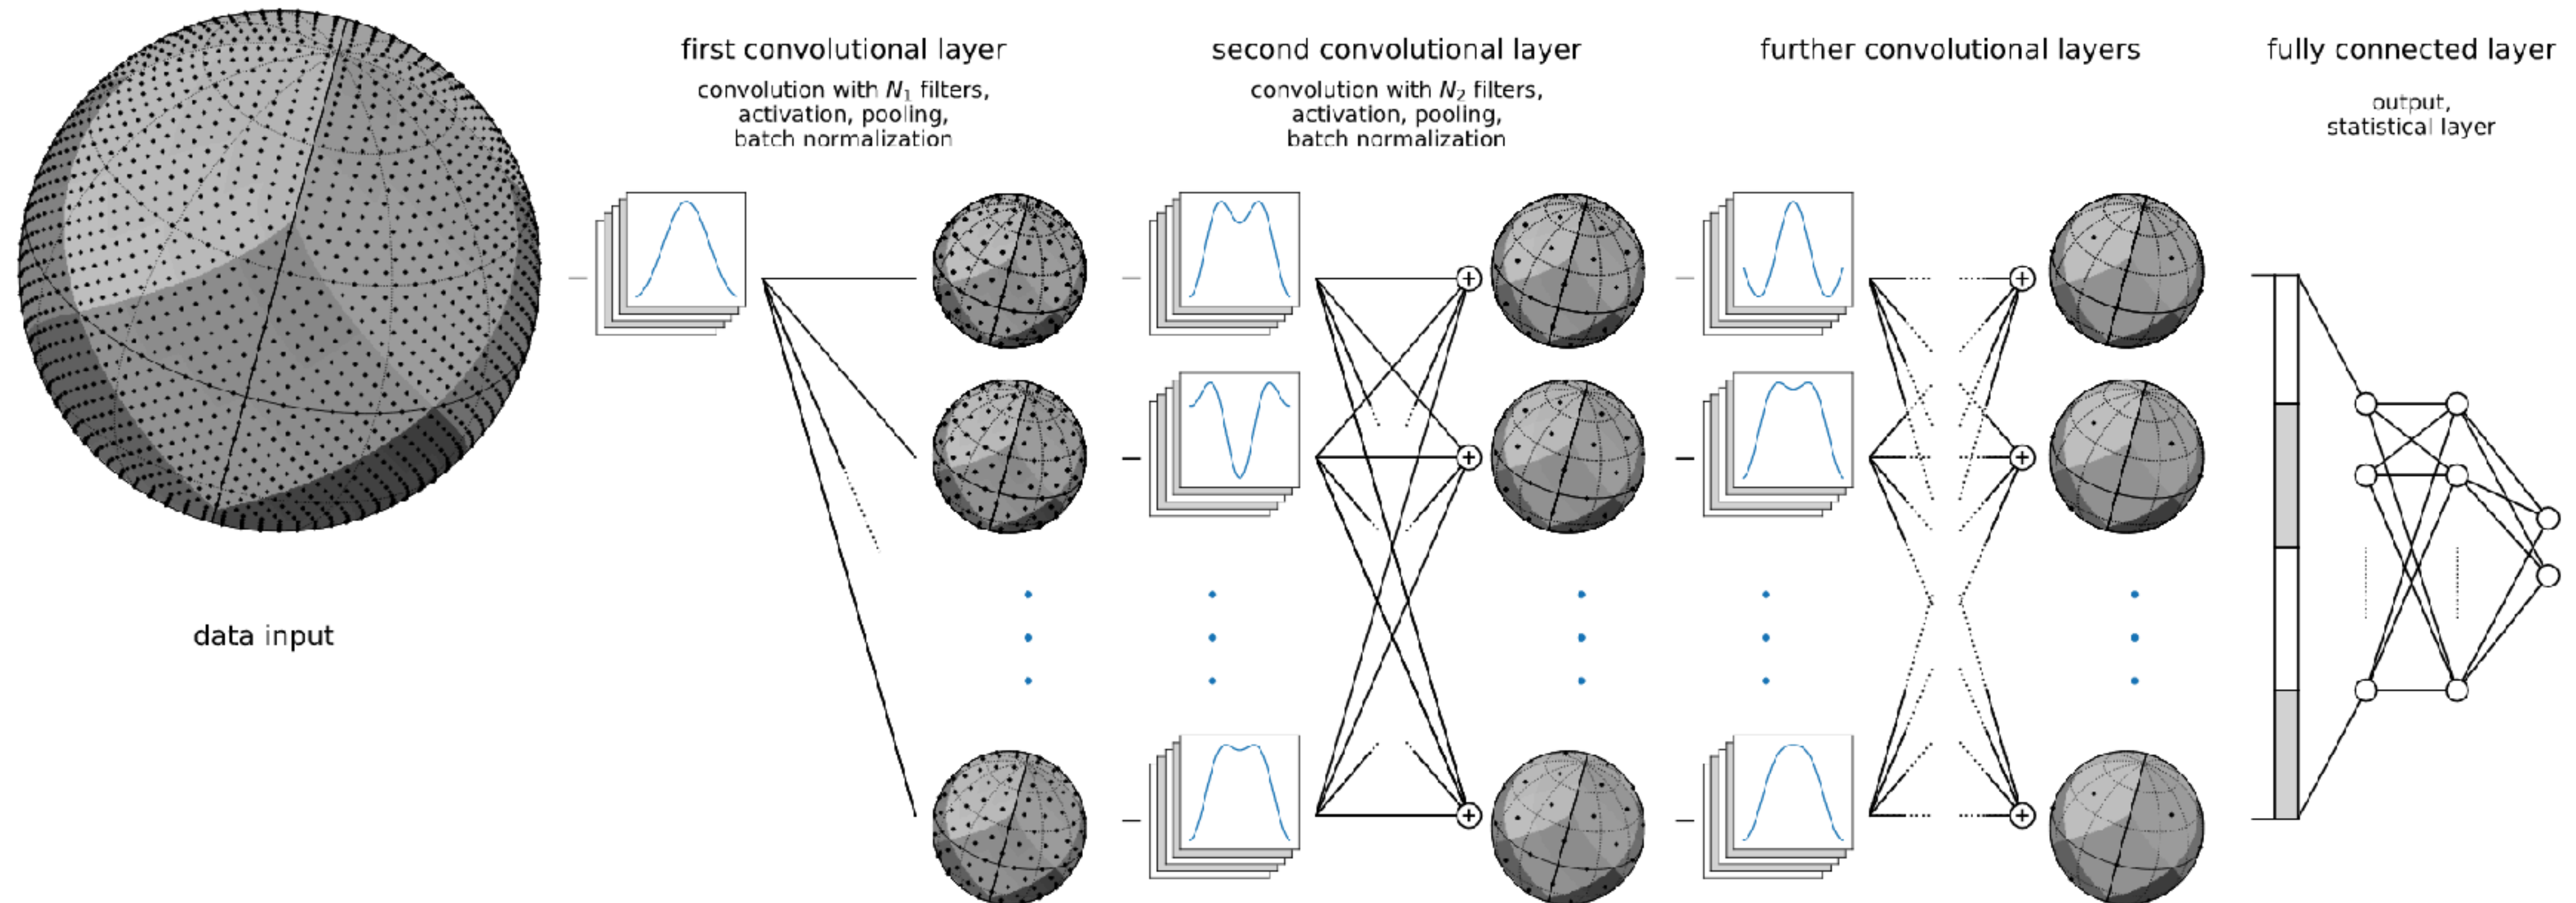 first convolutional layer
convolution with N₁ filters,
activation, pooling,
batch normalization
second convolutional layer
convolution with N₂ filters,
activation, pooling,
batch normalization
further convolutional layers
fully connected layer
output,
statistical layer
data input